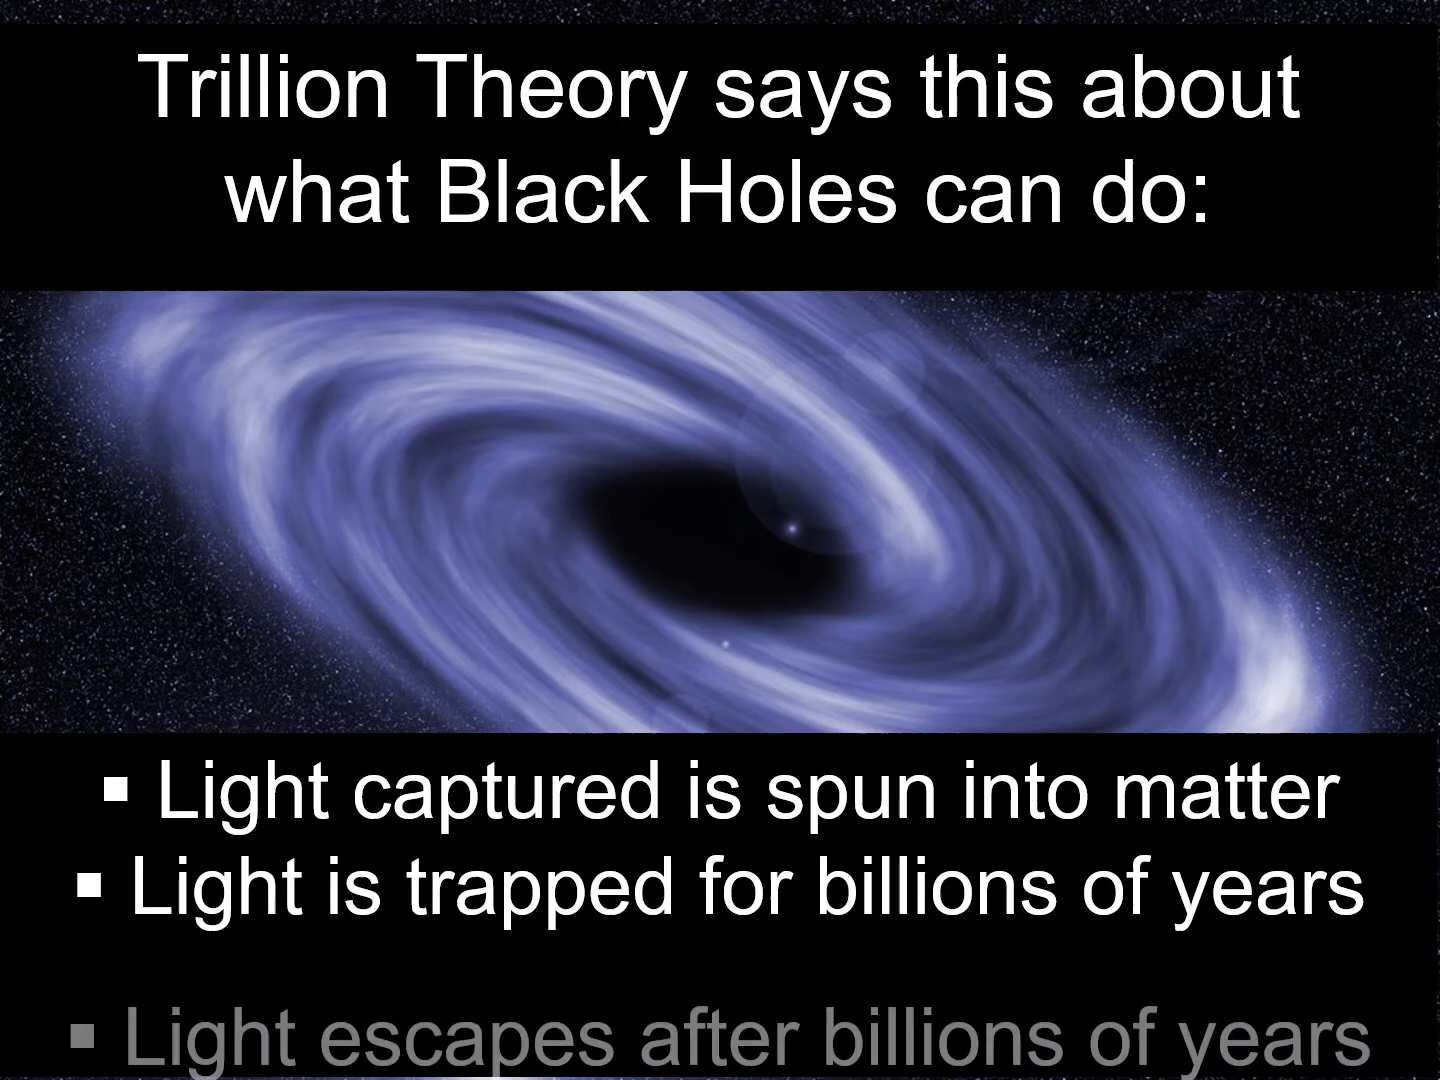 Trillion Theory says this about
what Black Holes can do:
▪ Light captured is spun into matter
▪ Light is trapped for billions of years
▪ Light escapes after billions of years